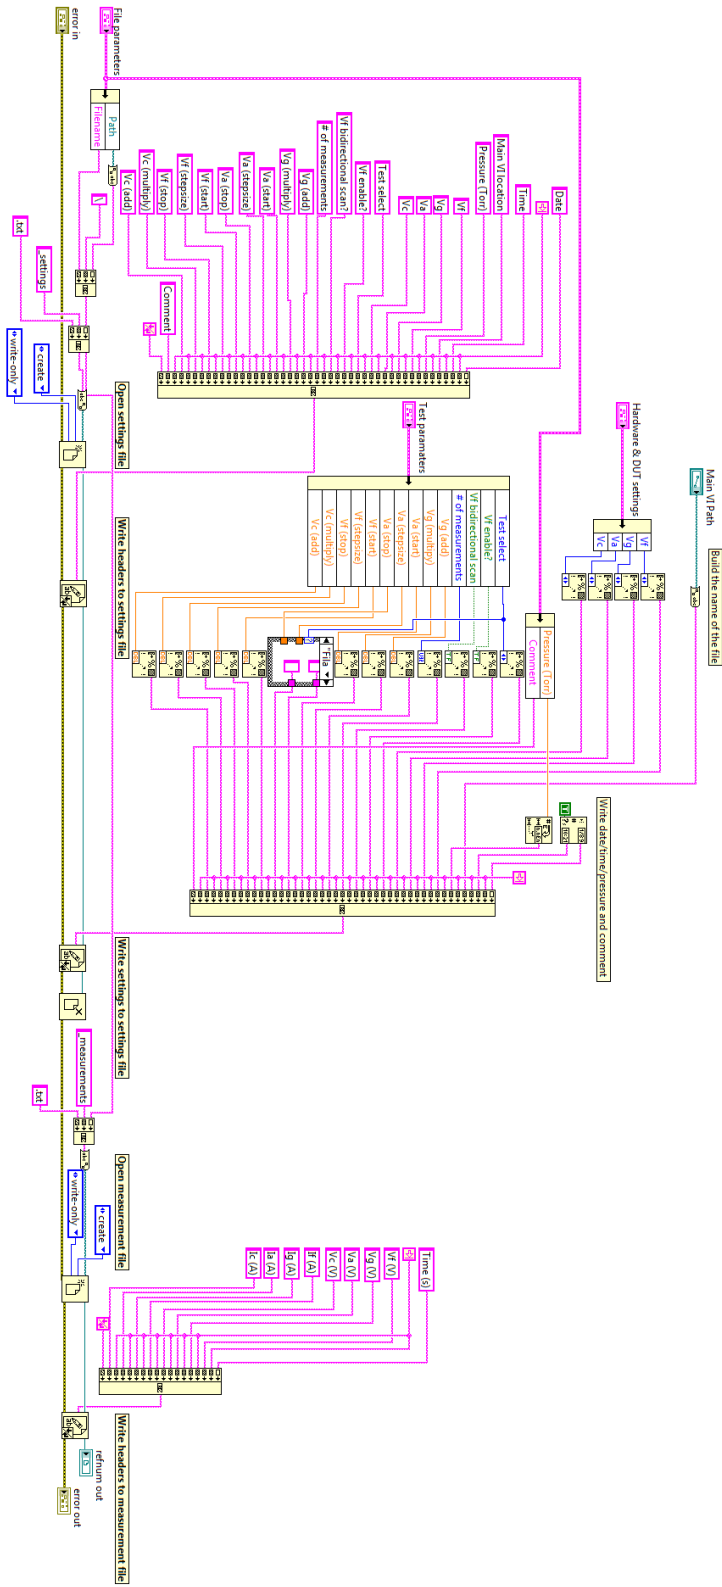 Build the name of the file
Main VI Path
Hardware & DUT settings
Vf
Vg
Va
Vc
Write date/time/pressure and comment
Pressure (Torr)
Comment
Date
Time
Main VI location
Pressure (Torr)
Vf
Vg
Va
Vc
Test select
Vf enable?
Vf bidirectional scan?
# of measurements
Vg (add)
Vg (multiply)
Va (start)
Va (stepsize)
Va (stop)
Vf (start)
Vf (stepsize)
Vf (stop)
Vc (multiply)
Vc (add)
Comment
Test paramaters
Test select
Vf enable?
Vf bidirectional scan
# of measurements
Vg (add)
Vg (multipy)
Va (start)
Va (stepsize)
Va (stop)
Vf (start)
Vf (stepsize)
Vf (stop)
Vc (multiply)
Vc (add)
"Fila
Time (s)
Vf (V)
Vg (V)
Va (V)
Vc (V)
If (A)
Ig (A)
Ia (A)
Ic (A)
File parameters
Path
Filename
error in
\
_settings
.txt
create
write-only
Open settings file
Write headers to settings file
Write settings to settings file
_measurements
.txt
Open measurement file
create
write-only
Write headers to measurement file
refnum out
error out